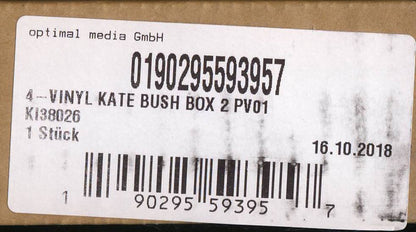 optimal media GmbH
0190295593957
4-VINYL KATE BUSH BOX 2 PV01
KI38026
1 Stück
16.10.2018
1 90295 59395 7